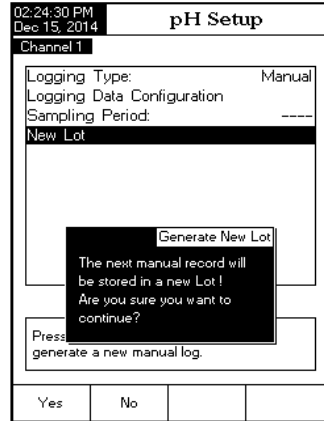 02:24:30 PM
Dec 15, 2014
pH Setup
Channel 1
Logging Type: Manual
Logging Data Configuration
Sampling Period: ----
New Lot
Generate New Lot
The next manual record will
be stored in a new Lot !
Are you sure you want to
continue?
Press
generate a new manual log.
Yes No